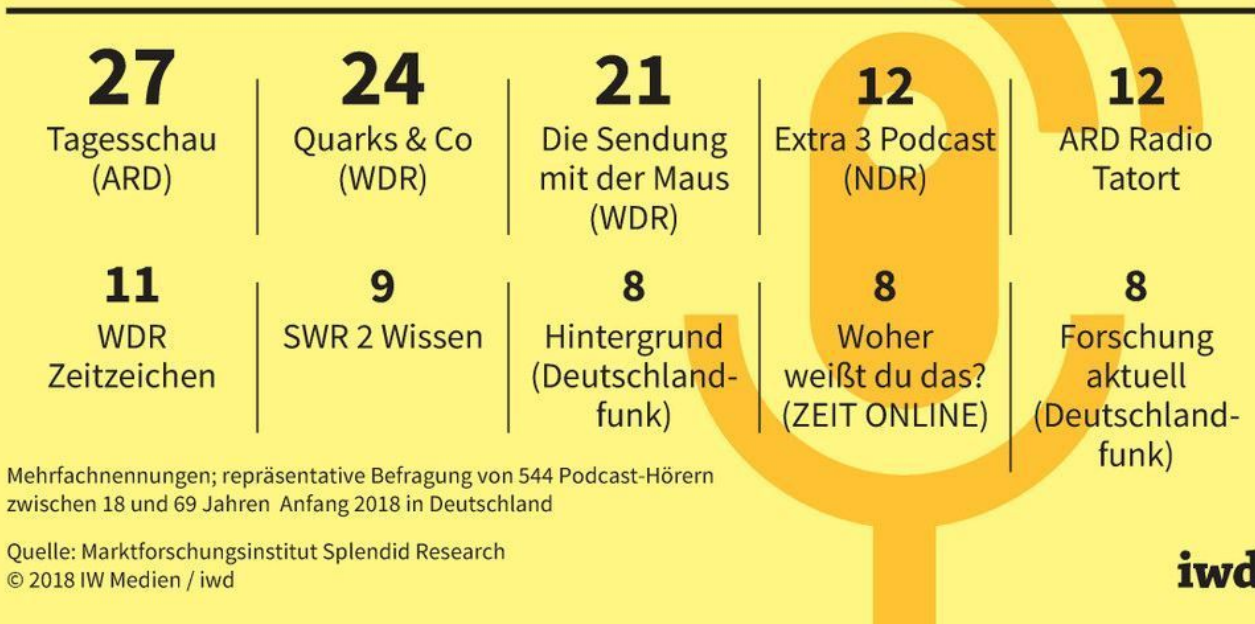 27
Tagesschau
(ARD)
24
Quarks & Co
(WDR)
21
Die Sendung
mit der Maus
(WDR)
12
Extra 3 Podcast
(NDR)
12
ARD Radio
Tatort
11
WDR
Zeitzeichen
9
SWR 2 Wissen
8
Hintergrund
(Deutschland-
funk)
8
Woher
weißt du das?
(ZEIT ONLINE)
8
Forschung
aktuell
(Deutschland-
funk)
Mehrfachnennungen; repräsentative Befragung von 544 Podcast-Hörern
zwischen 18 und 69 Jahren Anfang 2018 in Deutschland
Quelle: Marktforschungsinstitut Splendid Research
© 2018 IW Medien / iwd
iwd